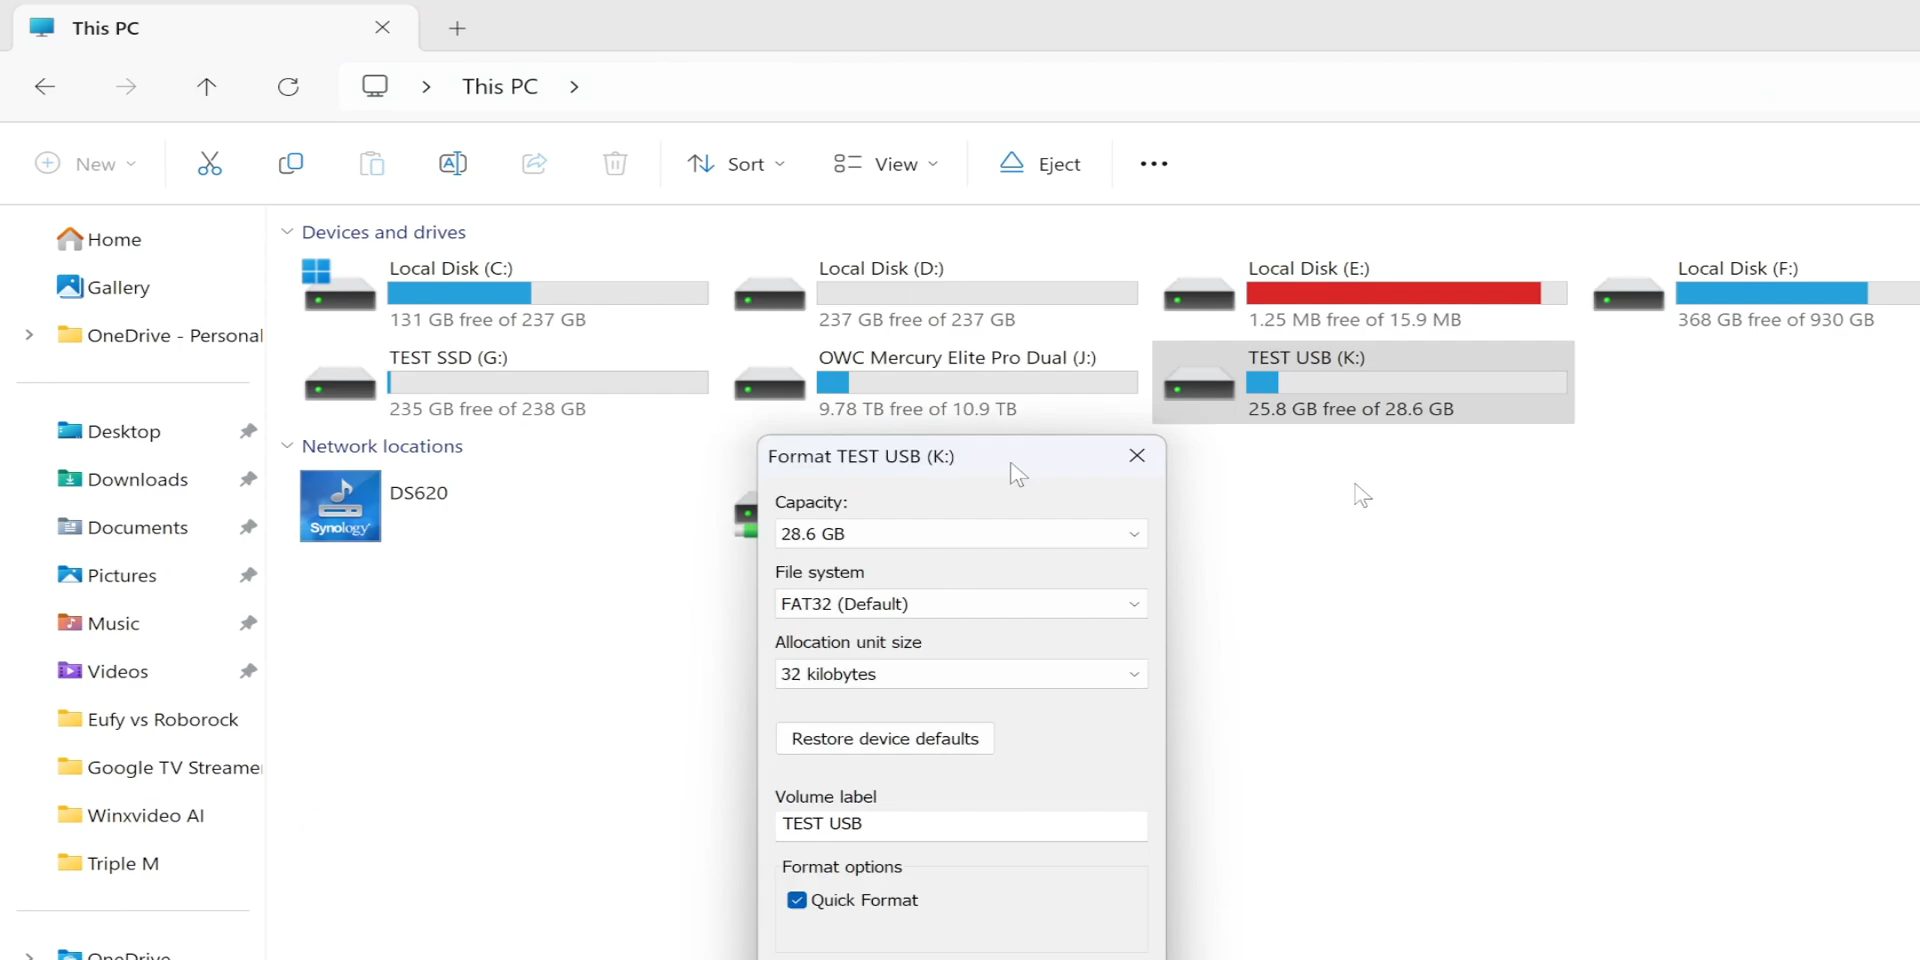 This PC
This PC
New
Sort
View
Eject
Home
Gallery
OneDrive - Personal
Desktop
Downloads
Documents
Pictures
Music
Videos
Eufy vs Roborock
Google TV Streame
Winxvideo AI
Triple M
OneDrive
Devices and drives
Local Disk (C:)
131 GB free of 237 GB
Local Disk (D:)
237 GB free of 237 GB
Local Disk (E:)
1.25 MB free of 15.9 MB
Local Disk (F:)
368 GB free of 930 GB
TEST SSD (G:)
235 GB free of 238 GB
OWC Mercury Elite Pro Dual (J:)
9.78 TB free of 10.9 TB
TEST USB (K:)
25.8 GB free of 28.6 GB
Network locations
Synology
DS620
Format TEST USB (K:)
Capacity:
28.6 GB
File system
FAT32 (Default)
Allocation unit size
32 kilobytes
Restore device defaults
Volume label
TEST USB
Format options
Quick Format